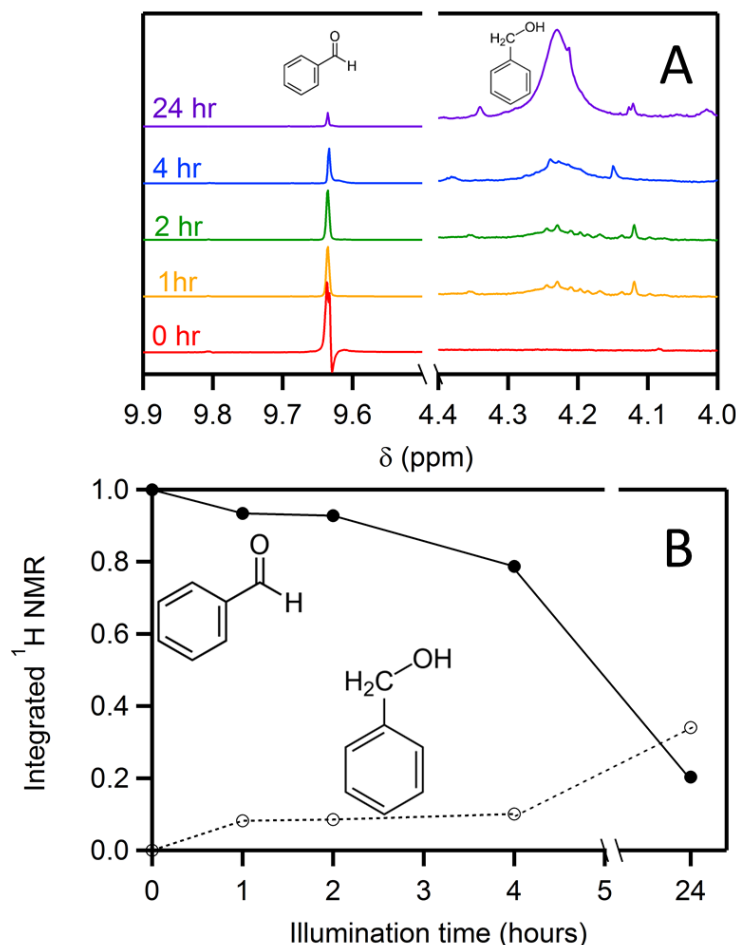 O
H
CH2
OH
A
24 hr
4 hr
2 hr
1hr
0 hr
9.9 9.8 9.7 9.6 4.4 4.3 4.2 4.1 4.0
δ (ppm)
B
1.0
0.8
0.6
0.4
0.2
0.0
Integrated 1H NMR
O
H
H2C
OH
0 1 2 3 4 5 24
Illumination time (hours)